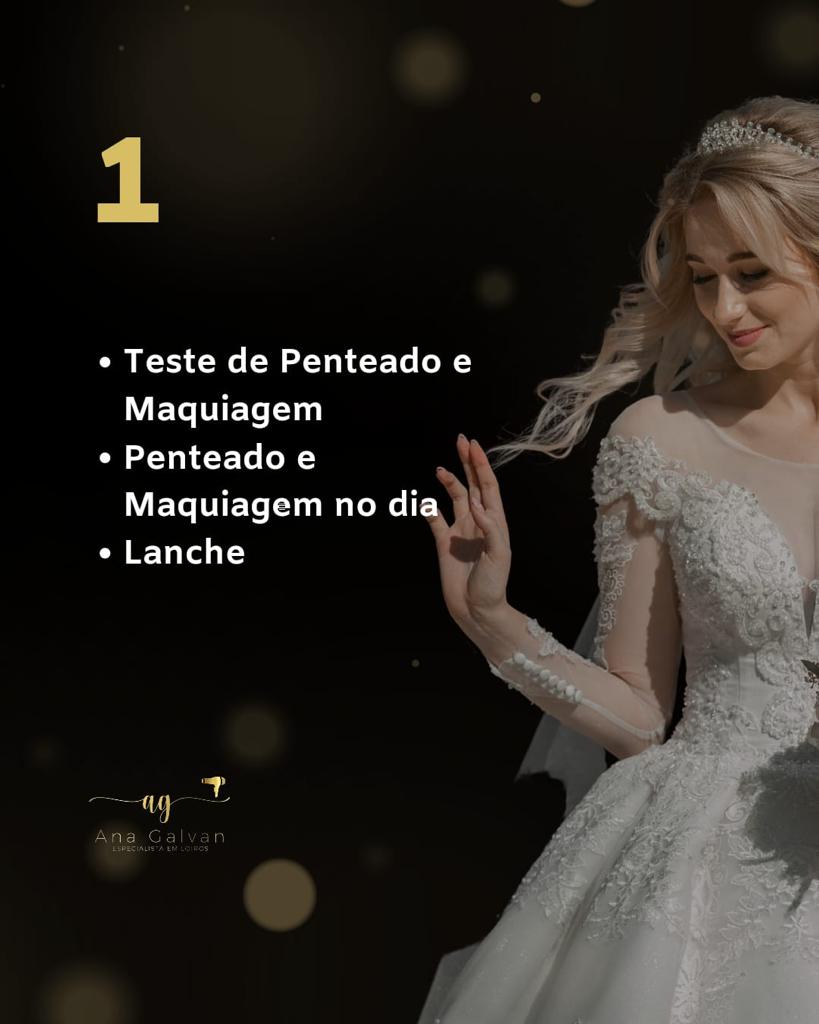 1
• Teste de Penteado e
Maquiagem
• Penteado e
Maquiagem no dia
• Lanche
ag
Ana Galvan
ESPECIALISTA EM LOIROS